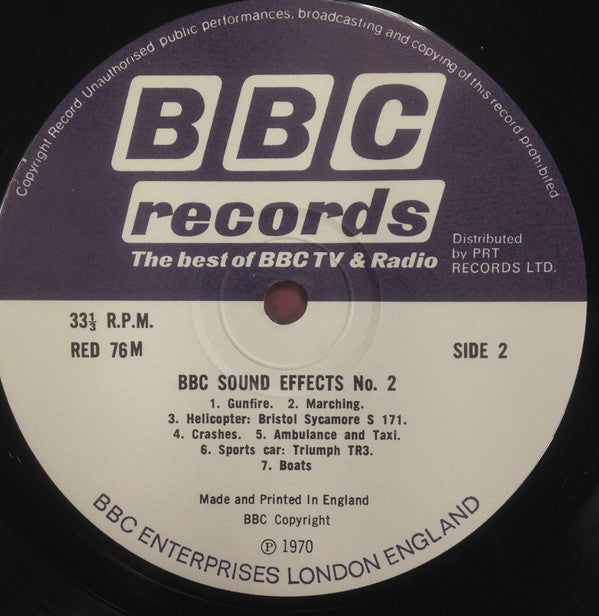 Copyright Record Unauthorised public performances, broadcasting and copying of this record prohibited
BBC
records
The best of BBC TV & Radio
Distributed
by PRT
RECORDS LTD.
33⅓ R.P.M.
RED 76M
SIDE 2
BBC SOUND EFFECTS No. 2
1. Gunfire. 2. Marching.
3. Helicopter: Bristol Sycamore S 171.
4. Crashes. 5. Ambulance and Taxi.
6. Sports car: Triumph TR3.
7. Boats
Made and Printed In England
BBC Copyright
Ⓟ 1970
BBC ENTERPRISES LONDON ENGLAND